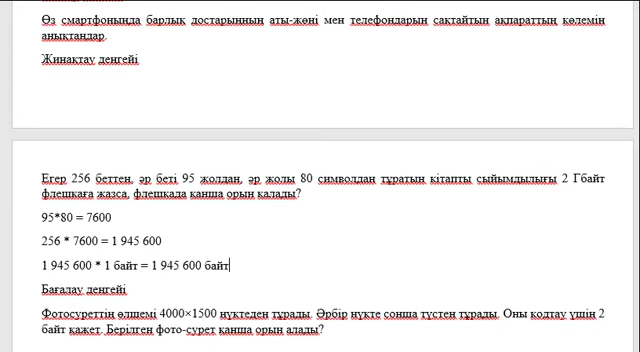 Өз смартфоныңда барлық достарыңның аты-жөні мен телефондарын сақтайтын ақпараттың көлемін
анықтаңдар.
Жинақтау деңгейі
Егер 256 беттен, әр беті 95 жолдан, әр жолы 80 символдан тұратын кітапты сыйымдылығы 2 Гбайт
флешкаға жазса, флешкада қанша орын қалады?
95*80 = 7600
256 * 7600 = 1 945 600
1 945 600 * 1 байт = 1 945 600 байт
Бағалау деңгейі
Фотосуреттің өлшемі 4000×1500 нүктеден тұрады. Әрбір нүкте сонша түстен тұрады. Оны кодтау үшін 2
байт қажет. Берілген фото-сурет қанша орын алады?